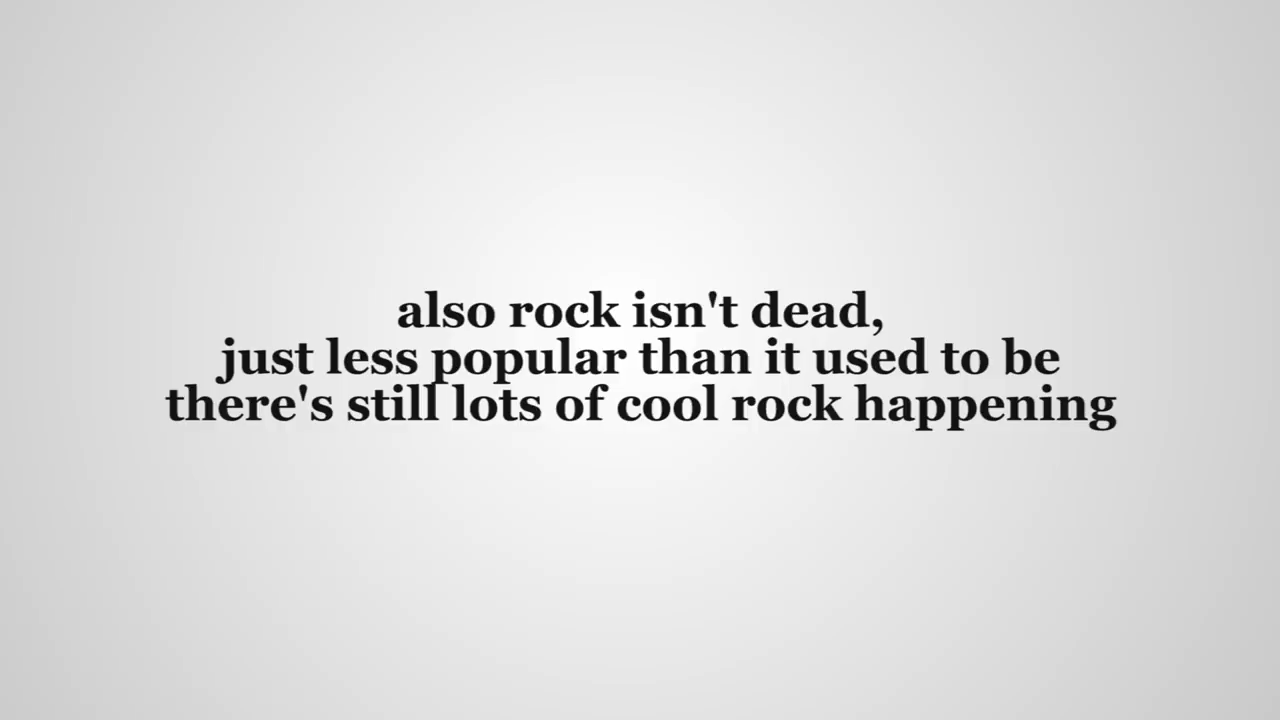 also rock isn't dead,
just less popular than it used to be
there's still lots of cool rock happening